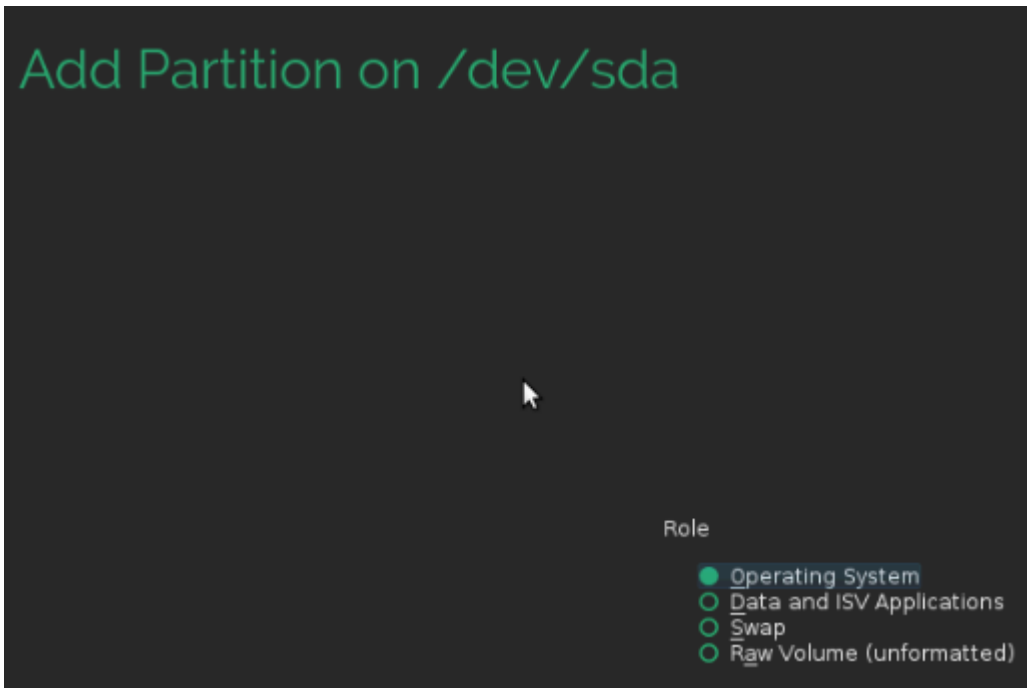 Add Partition on /dev/sda
Role
Operating System
Data and ISV Applications
Swap
Raw Volume (unformatted)